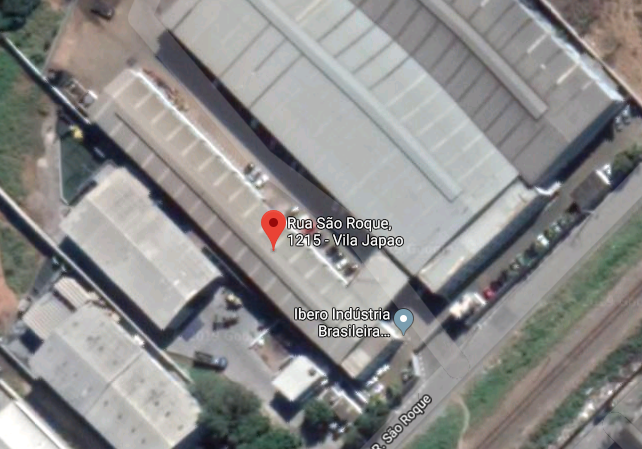 Rua São Roque,
1215 - Vila Japao
Ibero Indústria
Brasileira...
R. São Roque